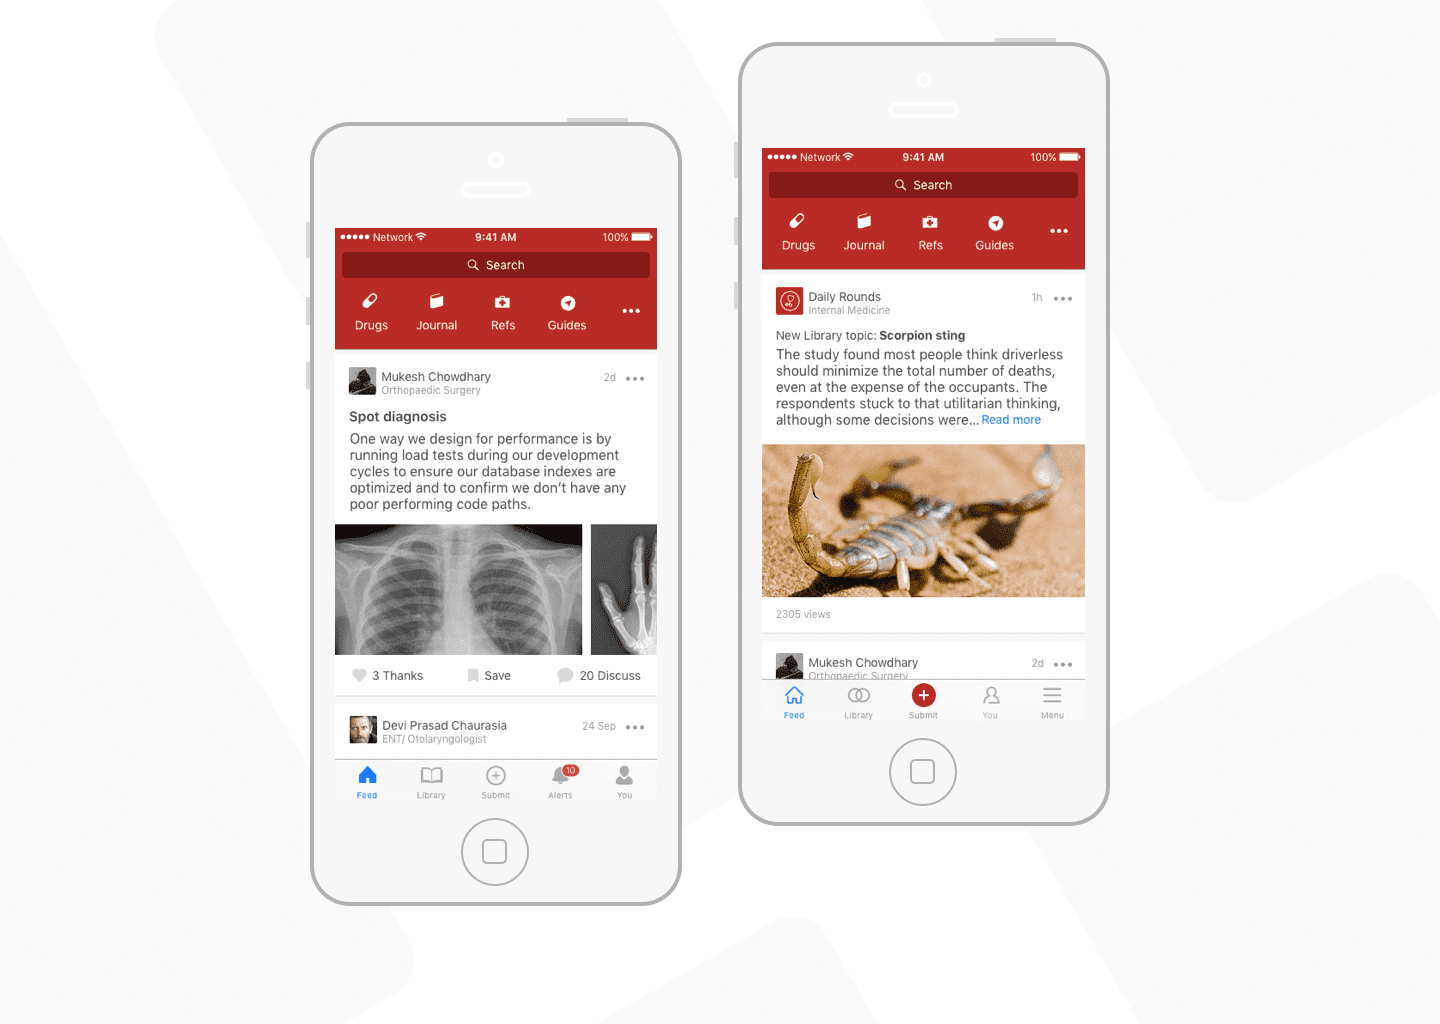 Network
9:41 AM
100%
Search
Drugs
Journal
Refs
Guides
Mukesh Chowdhary
2d
Orthopaedic Surgery
Spot diagnosis
One way we design for performance is by
running load tests during our development
cycles to ensure our database indexes are
optimized and to confirm we don't have any
poor performing code paths.
3 Thanks
Save
20 Discuss
Devi Prasad Chaurasia
24 Sep
ENT/ Otolaryngologist
10
Feed
Library
Submit
Alerts
You
Network
9:41 AM
100%
Search
Drugs
Journal
Refs
Guides
Daily Rounds
1h
Internal Medicine
New Library topic: Scorpion sting
The study found most people think driverless
should minimize the total number of deaths,
even at the expense of the occupants. The
respondents stuck to that utilitarian thinking,
although some decisions were... Read more
2305 views
Mukesh Chowdhary
2d
Orthopaedic Surgery
Feed
Library
Submit
You
Menu